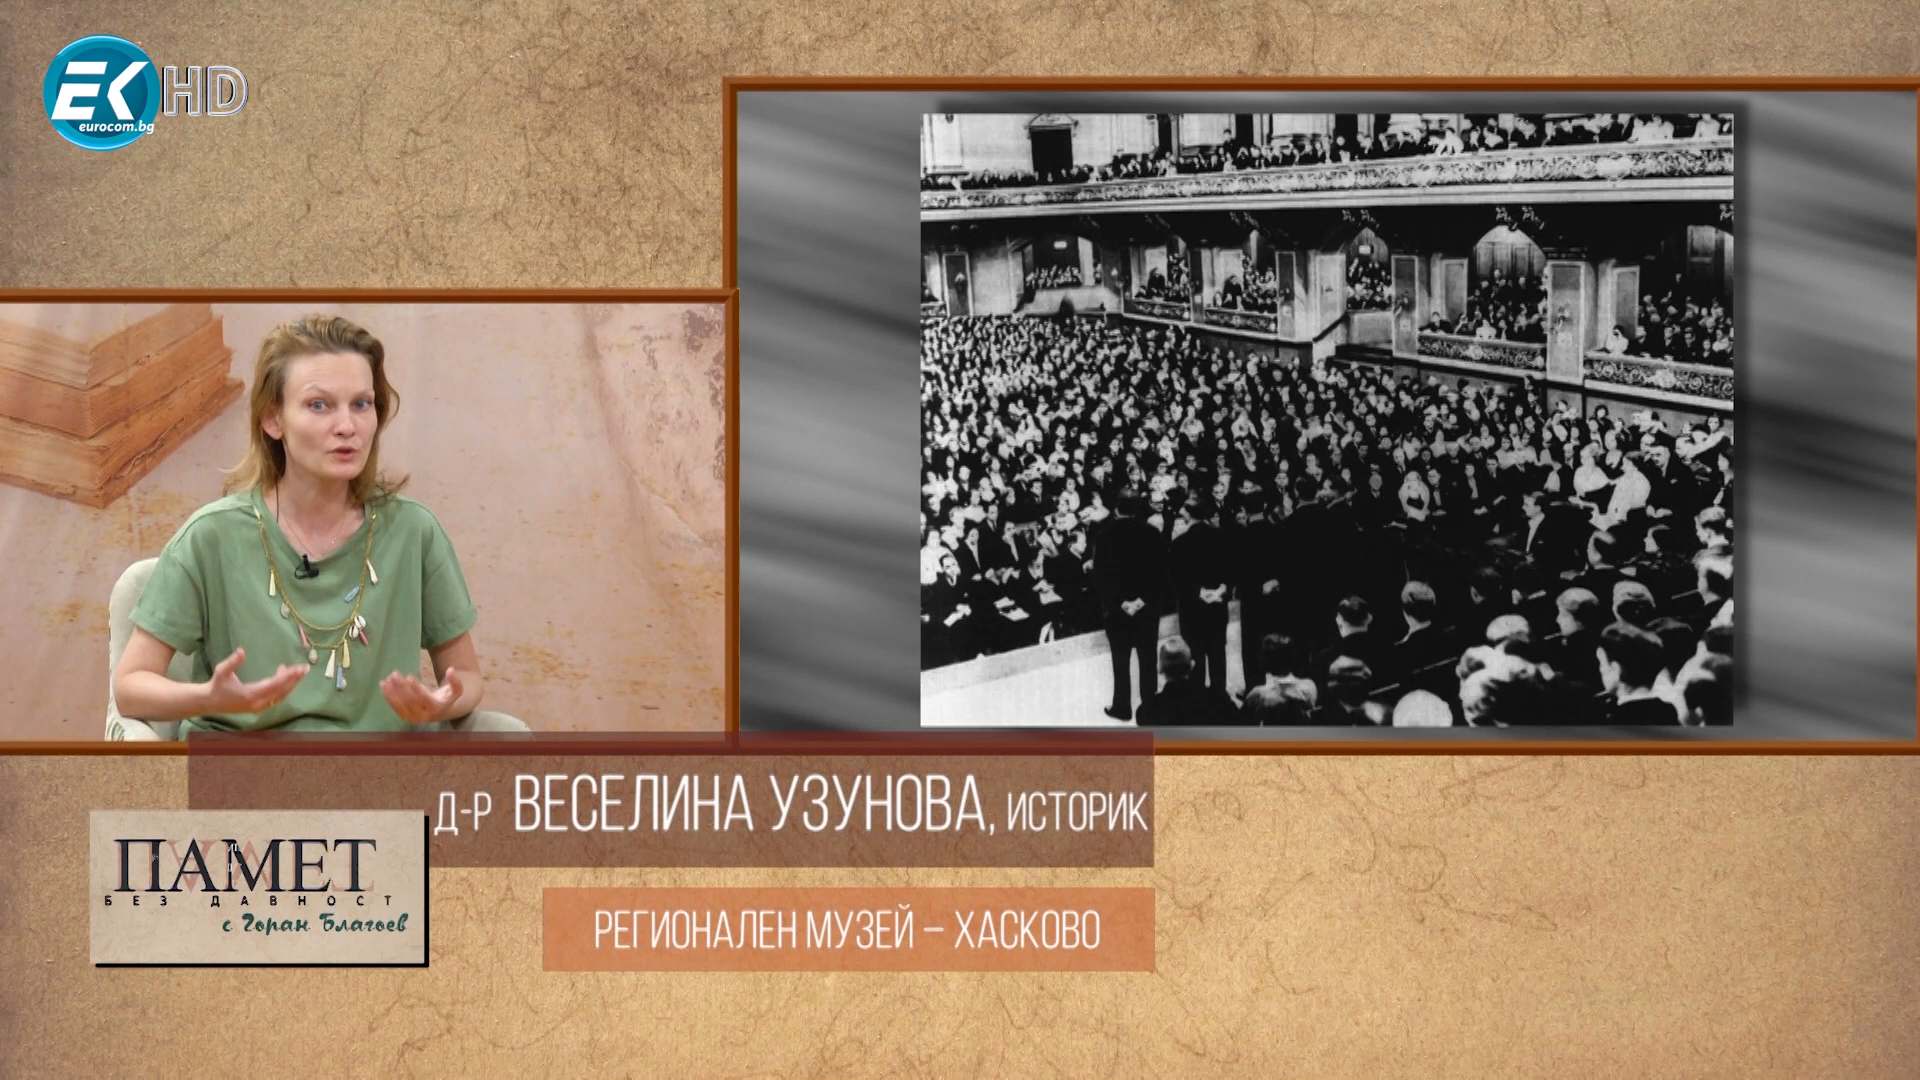 EK HD
eurocom.bg
Д-Р ВЕСЕЛИНА УЗУНОВА, ИСТОРИК
ПАМЕТ
БЕЗ ДАВНОСТ
с Горан Благоев
РЕГИОНАЛЕН МУЗЕЙ – ХАСКОВО